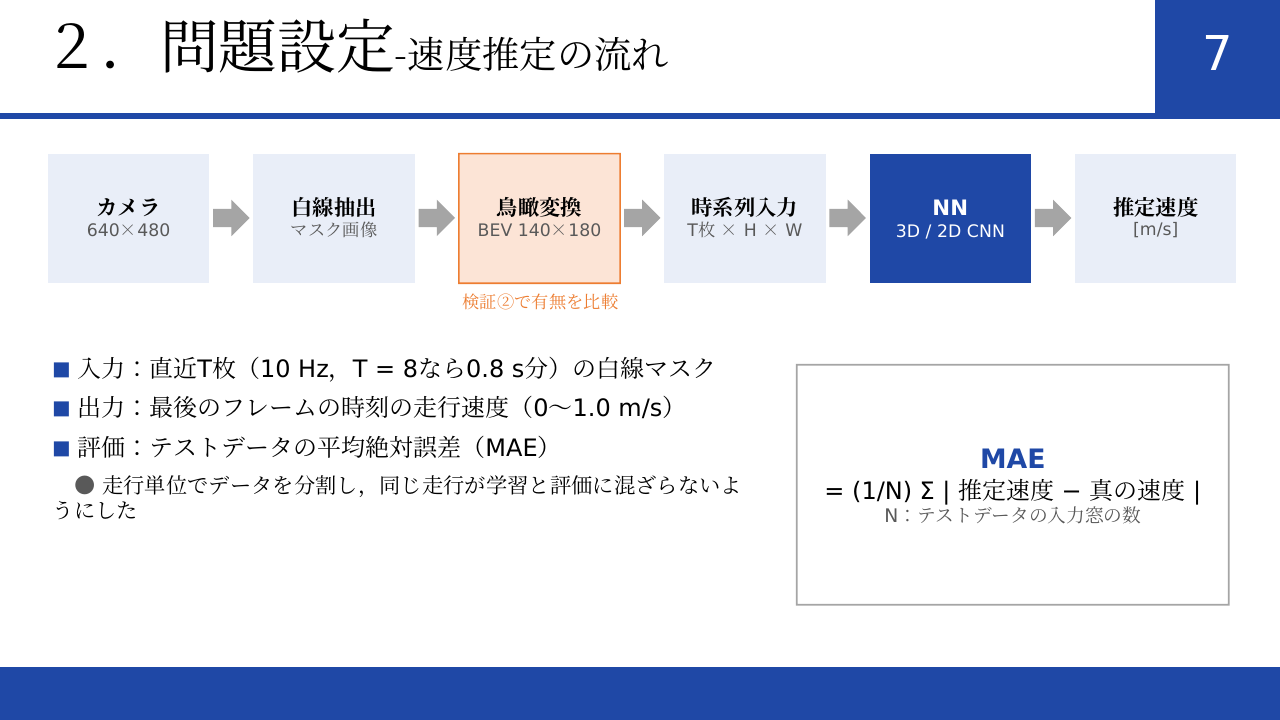 ２．問題設定-速度推定の流れ
7
カメラ
640×480
白線抽出
マスク画像
鳥瞰変換
BEV 140×180
時系列入力
T枚 × H × W
NN
3D / 2D CNN
推定速度
[m/s]
検証②で有無を比較
■ 入力：直近T枚（10 Hz，T = 8なら0.8 s分）の白線マスク
■ 出力：最後のフレームの時刻の走行速度（0～1.0 m/s）
■ 評価：テストデータの平均絶対誤差（MAE）
● 走行単位でデータを分割し，同じ走行が学習と評価に混ざらないよ
うにした
MAE
= (1/N) Σ | 推定速度 − 真の速度 |
N：テストデータの入力窓の数